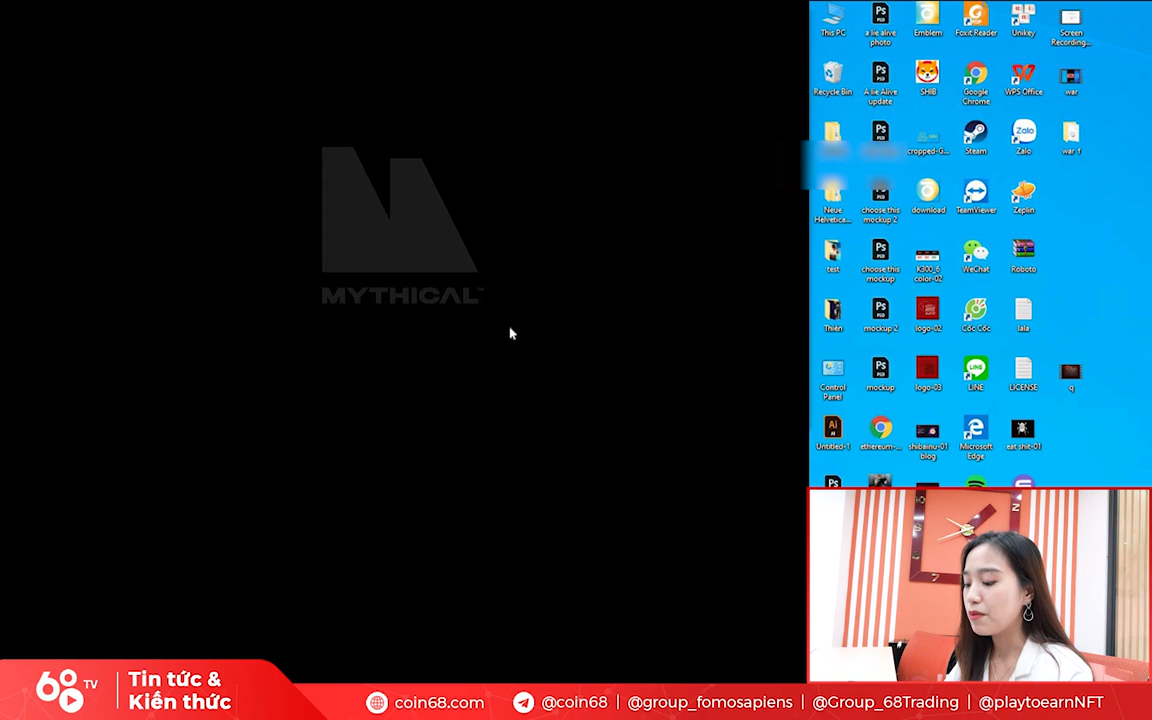 MYTHICAL™
This PC
a lie alive
photo
Emblem
Foxit Reader
Unikey
Screen
Recording...
Recycle Bin
A lie Alive
update
SHIB
Google
Chrome
WPS Office
war
cropped-G...
Steam
Zalo
war f
Neue
Helvetica...
choose this
mockup 2
download
TeamViewer
Zeplin
test
choose this
mockup
K300_6
color-02
WeChat
Roboto
Thiên
mockup 2
logo-02
Cốc Cốc
lala
Control
Panel
mockup
logo-03
LINE
LICENSE
q
Untitled-1
ethereum-...
shibainu-01
blog
Microsoft
Edge
eat shit-01
68 TV
Tin tức &
Kiến thức
coin68.com
@coin68 | @group_fomosapiens | @Group_68Trading | @playtoearnNFT